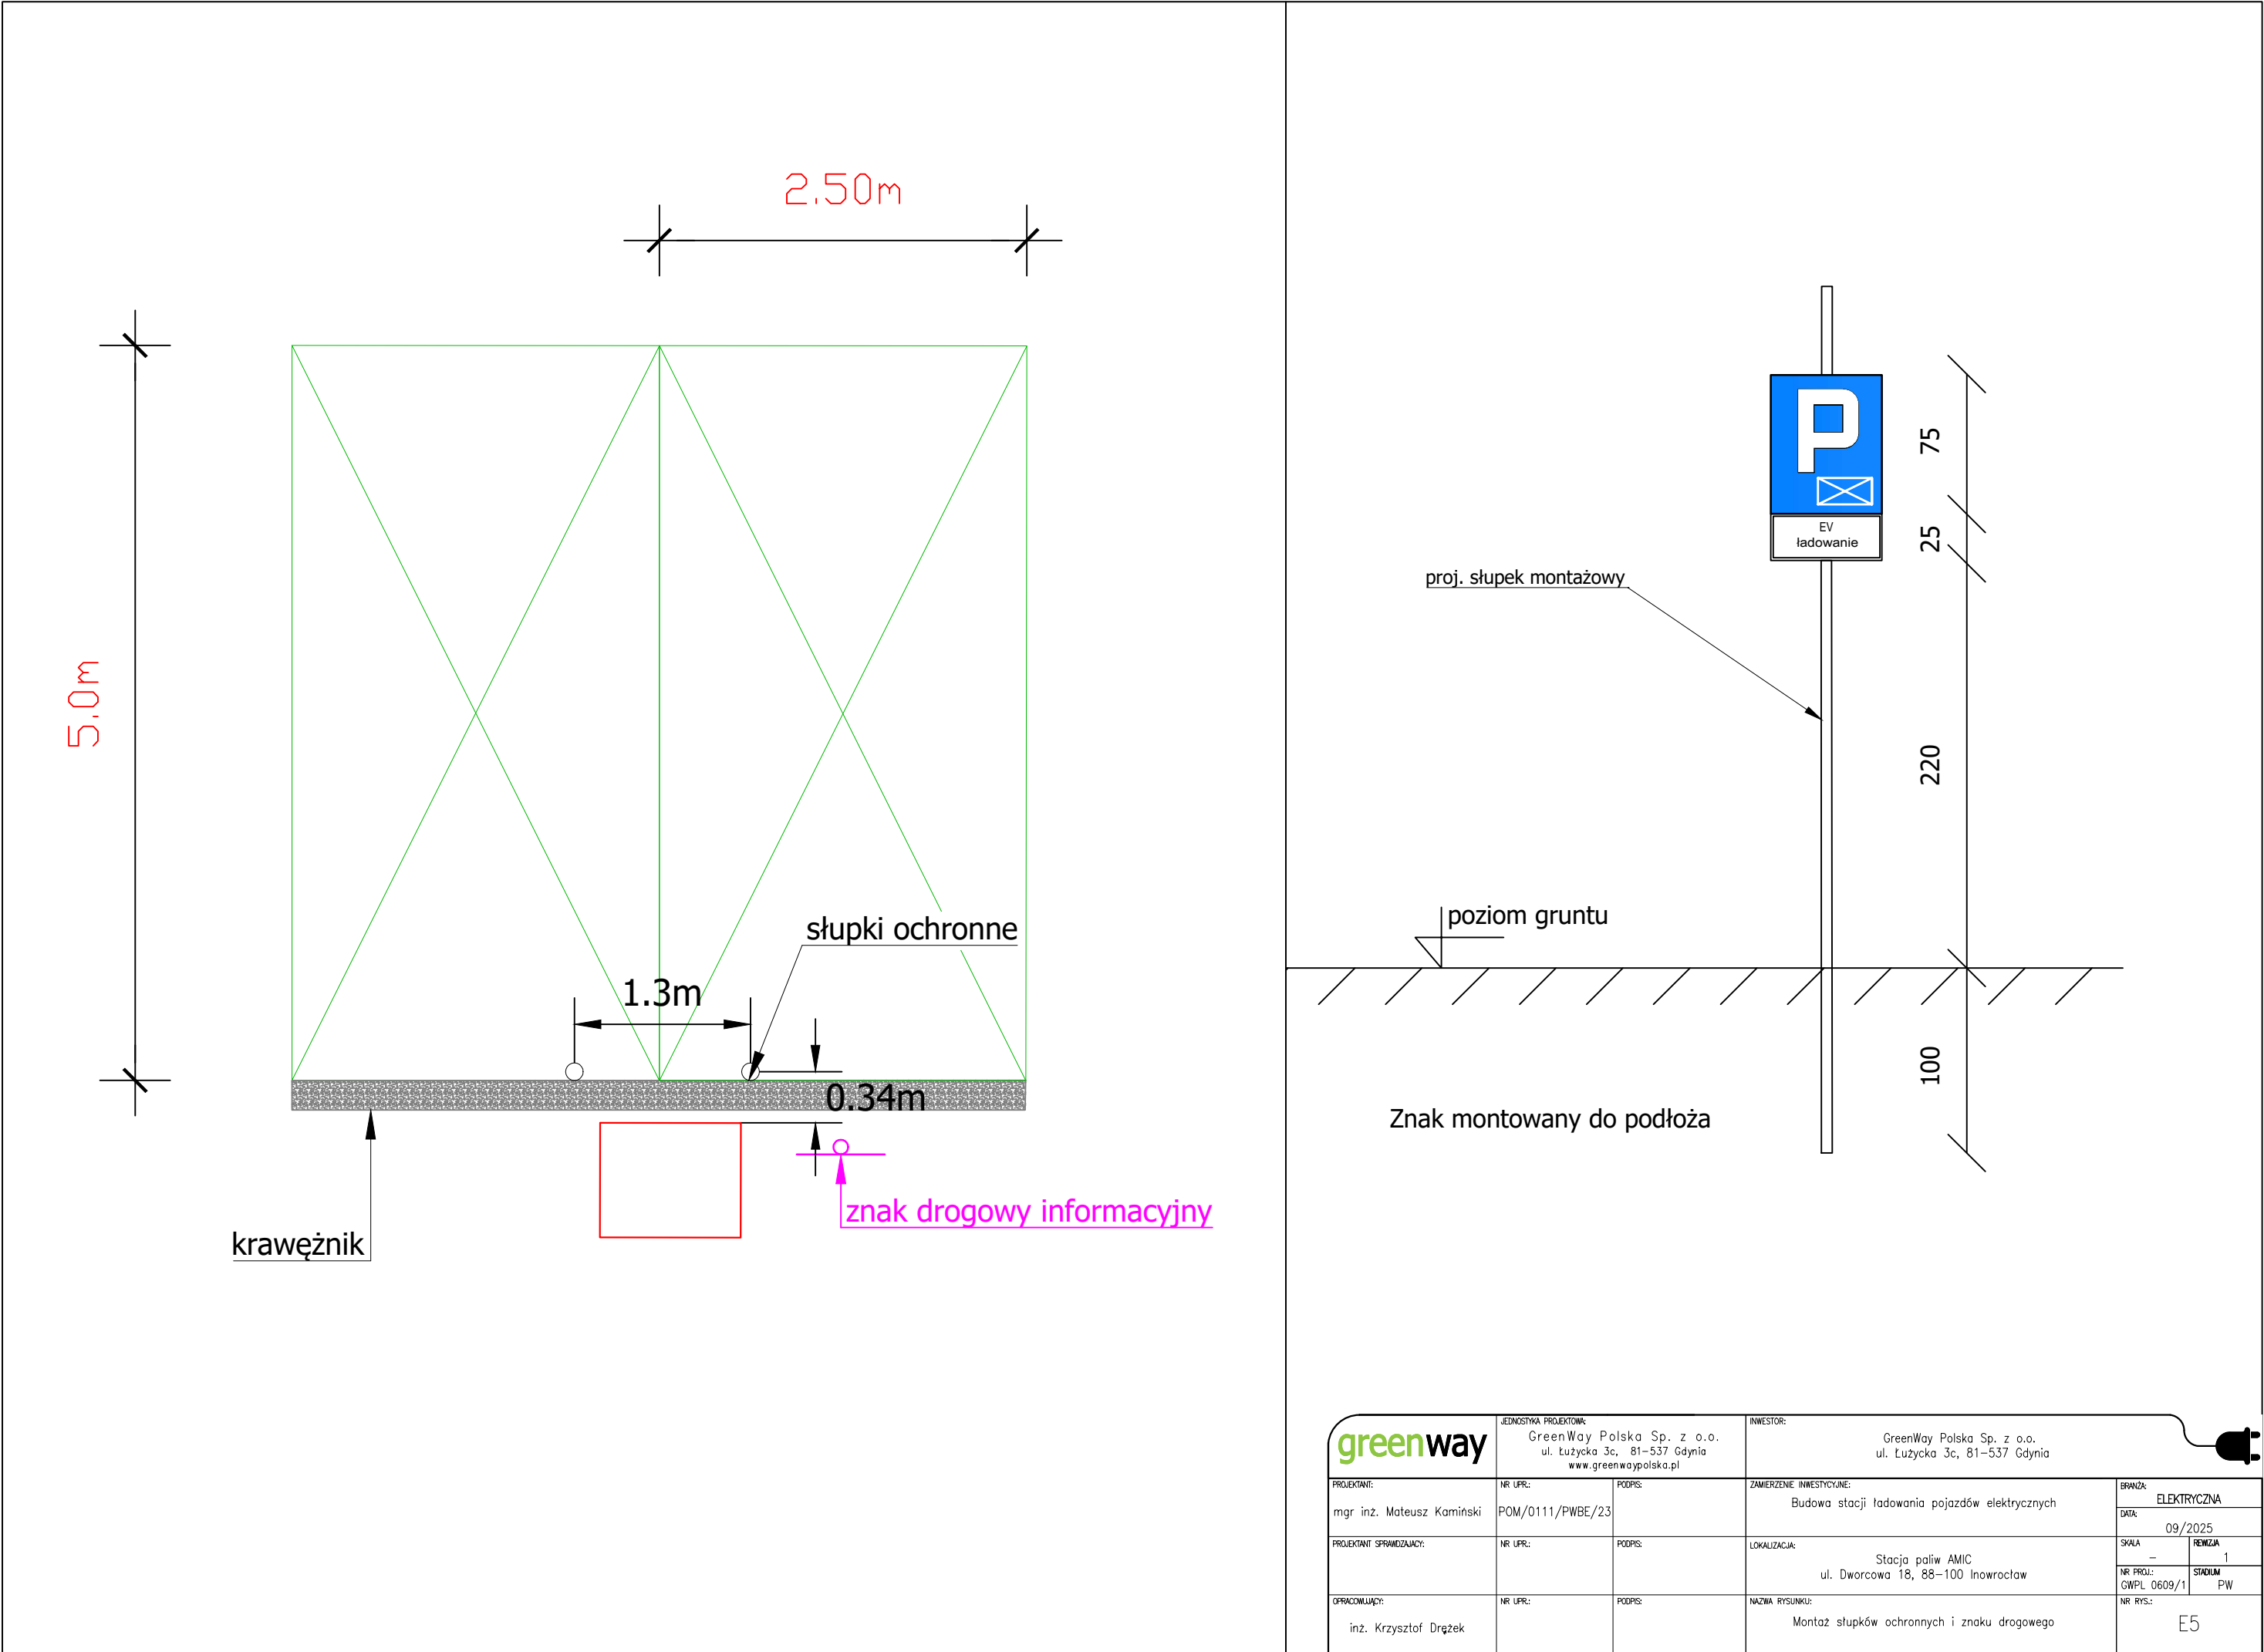 2.50m
5.0m
słupki ochronne
1.3m
0.34m
znak drogowy informacyjny
krawężnik
P
EV
ładowanie
75
25
220
100
proj. słupek montażowy
poziom gruntu
Znak montowany do podłoża
greenway
JEDNOSTYKA PROJEKTOWA:
GreenWay Polska Sp. z o.o.
ul. Łużycka 3c, 81-537 Gdynia
www.greenwaypolska.pl
INWESTOR:
GreenWay Polska Sp. z o.o.
ul. Łużycka 3c, 81-537 Gdynia
PROJEKTANT:
mgr inż. Mateusz Kamiński
NR UPR.:
POM/0111/PWBE/23
PODPIS:
ZAMIERZENIE INWESTYCYJNE:
Budowa stacji ładowania pojazdów elektrycznych
BRANŻA:
ELEKTRYCZNA
DATA:
09/2025
PROJEKTANT SPRAWDZAJĄCY:
NR UPR.:
PODPIS:
LOKALIZACJA:
Stacja paliw AMIC
ul. Dworcowa 18, 88-100 Inowrocław
SKALA
-
REWIZJA
1
NR PROJ.:
GWPL 0609/1
STADIUM
PW
OPRACOWUJĄCY:
inż. Krzysztof Drężek
NR UPR.:
PODPIS:
NAZWA RYSUNKU:
Montaż słupków ochronnych i znaku drogowego
NR RYS.:
E5